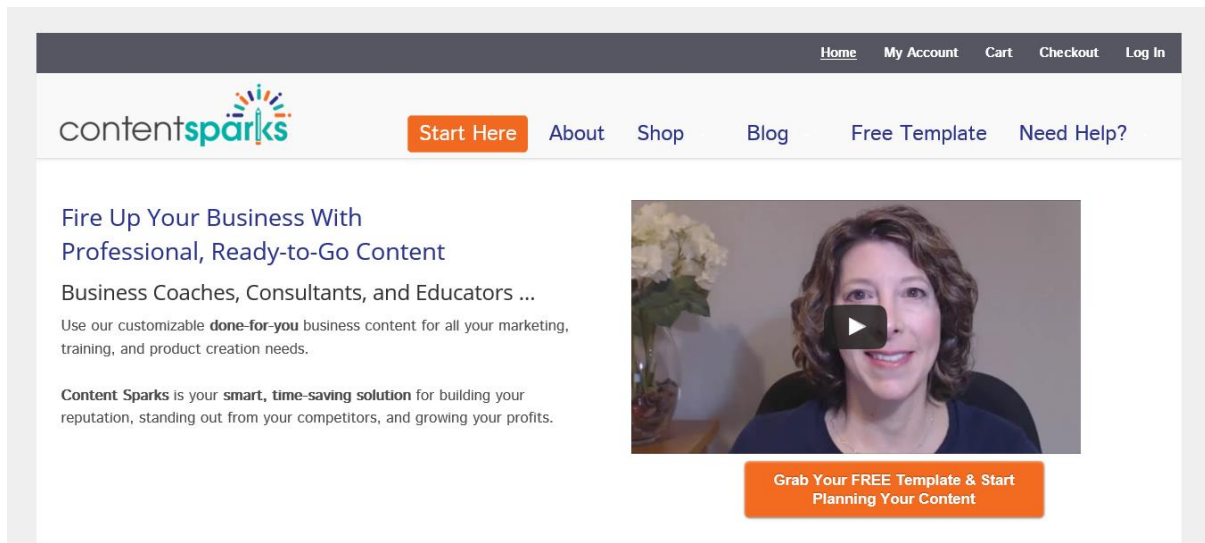 Home My Account Cart Checkout Log In
contentsparks
Start Here About Shop Blog Free Template Need Help?
Fire Up Your Business With
Professional, Ready-to-Go Content
Business Coaches, Consultants, and Educators ...
Use our customizable done-for-you business content for all your marketing,
training, and product creation needs.
Content Sparks is your smart, time-saving solution for building your
reputation, standing out from your competitors, and growing your profits.
Grab Your FREE Template & Start
Planning Your Content